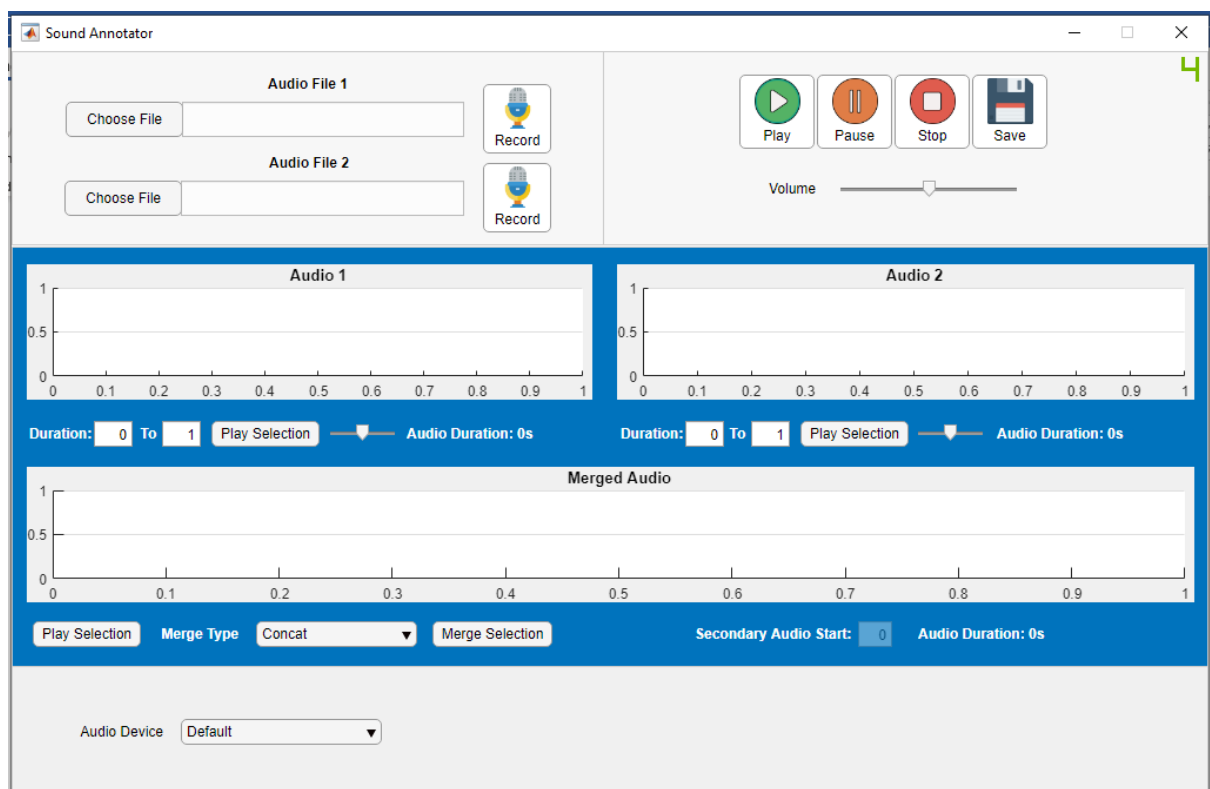 Sound Annotator
4
Audio File 1
Choose File
Record
Audio File 2
Choose File
Record
Play Pause Stop Save
Volume
Audio 1
1
0.5
0
0 0.1 0.2 0.3 0.4 0.5 0.6 0.7 0.8 0.9 1
Audio 2
1
0.5
0
0 0.1 0.2 0.3 0.4 0.5 0.6 0.7 0.8 0.9 1
Duration: 0 To 1 Play Selection Audio Duration: 0s
Duration: 0 To 1 Play Selection Audio Duration: 0s
Merged Audio
1
0.5
0
0 0.1 0.2 0.3 0.4 0.5 0.6 0.7 0.8 0.9 1
Play Selection Merge Type Concat Merge Selection Secondary Audio Start: 0 Audio Duration: 0s
Audio Device Default